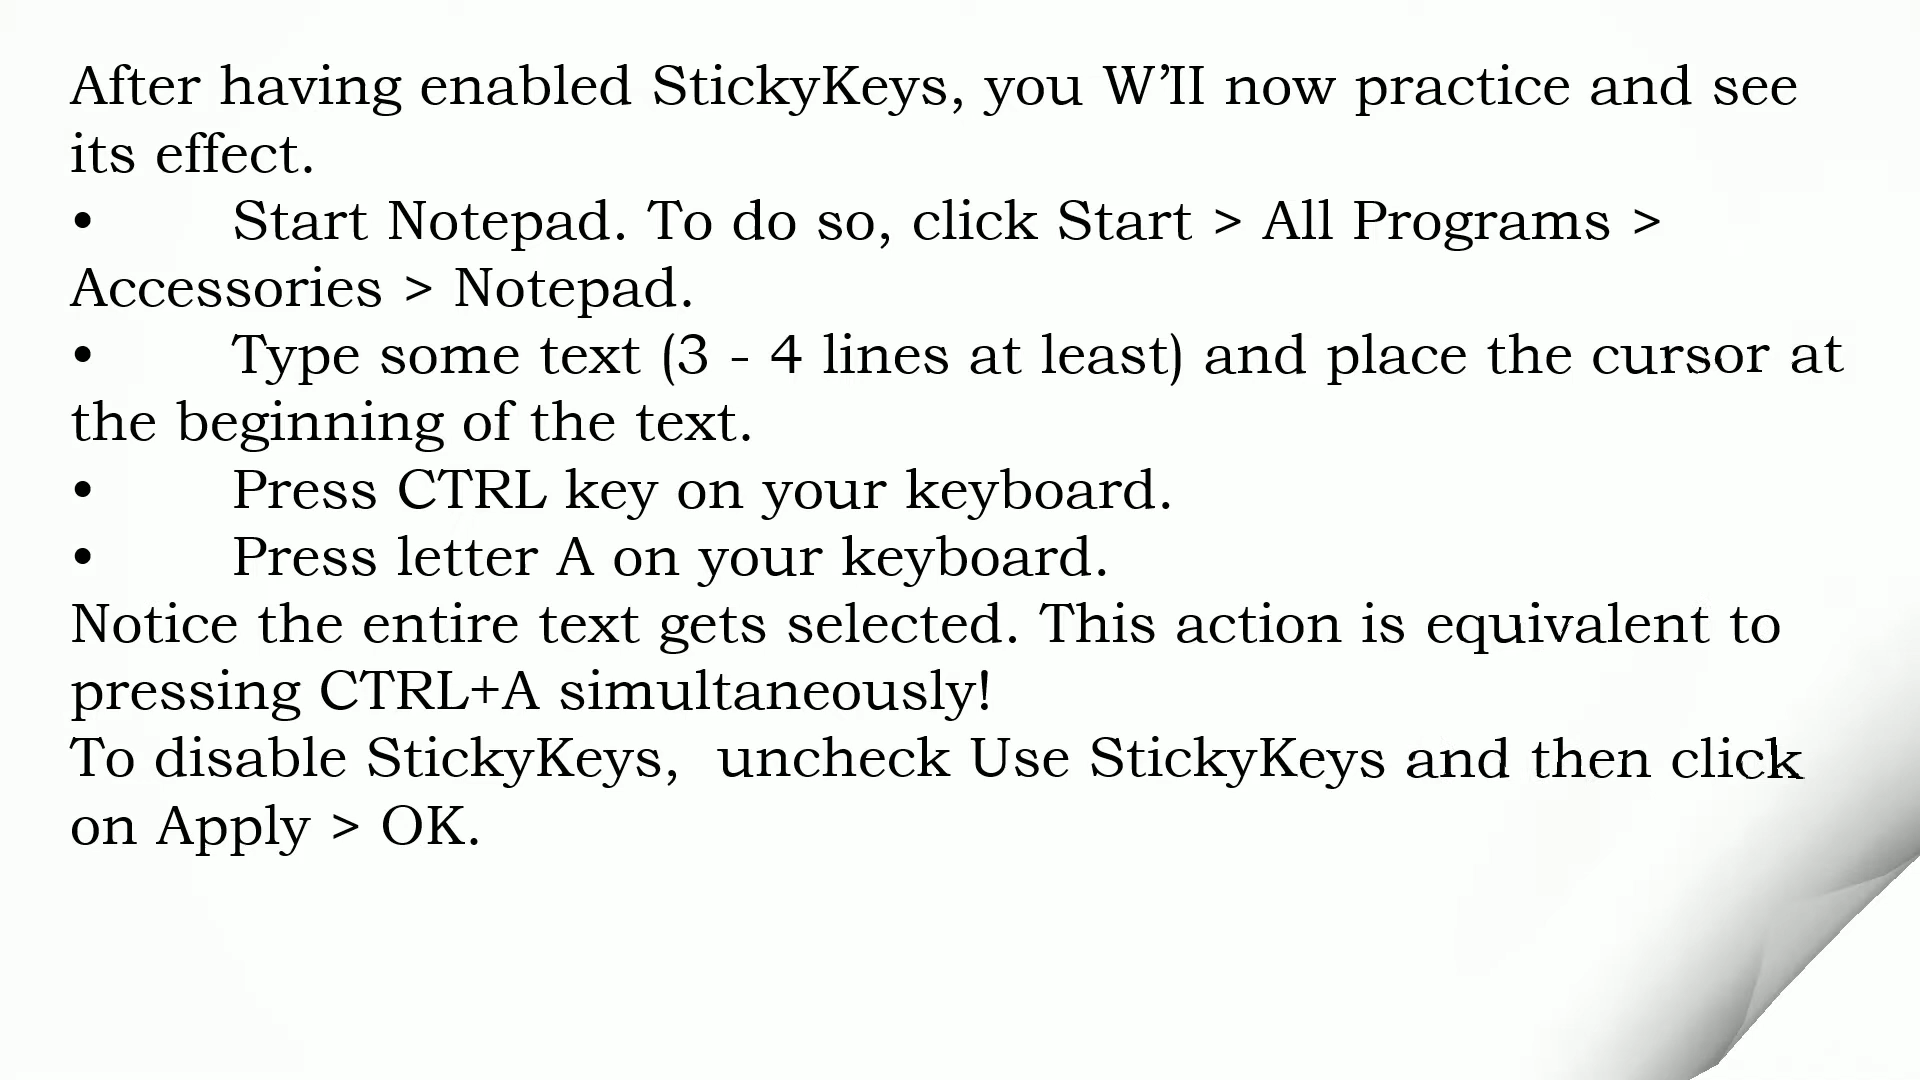 After having enabled StickyKeys, you W’II now practice and see
its effect.
• Start Notepad. To do so, click Start > All Programs >
Accessories > Notepad.
• Type some text (3 - 4 lines at least) and place the cursor at
the beginning of the text.
• Press CTRL key on your keyboard.
• Press letter A on your keyboard.
Notice the entire text gets selected. This action is equivalent to
pressing CTRL+A simultaneously!
To disable StickyKeys,  uncheck Use StickyKeys and then click
on Apply > OK.